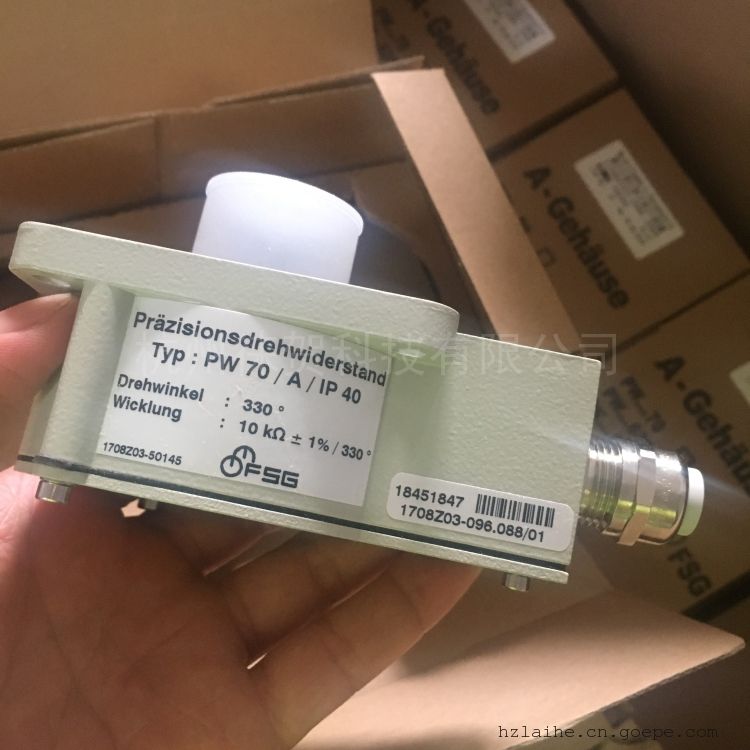 A - Gehäuse
A - Gehäuse
A - Gehäuse
FSG
Präzisionsdrehwiderstand
Typ : PW 70 / A / IP 40
Drehwinkel : 330 °
Wicklung : 10 kΩ ± 1% / 330 °
1708Z03-50145
FSG
18451847
1708Z03-096.088/01
科技有限公司
hzlaihe.cn.goepe.com